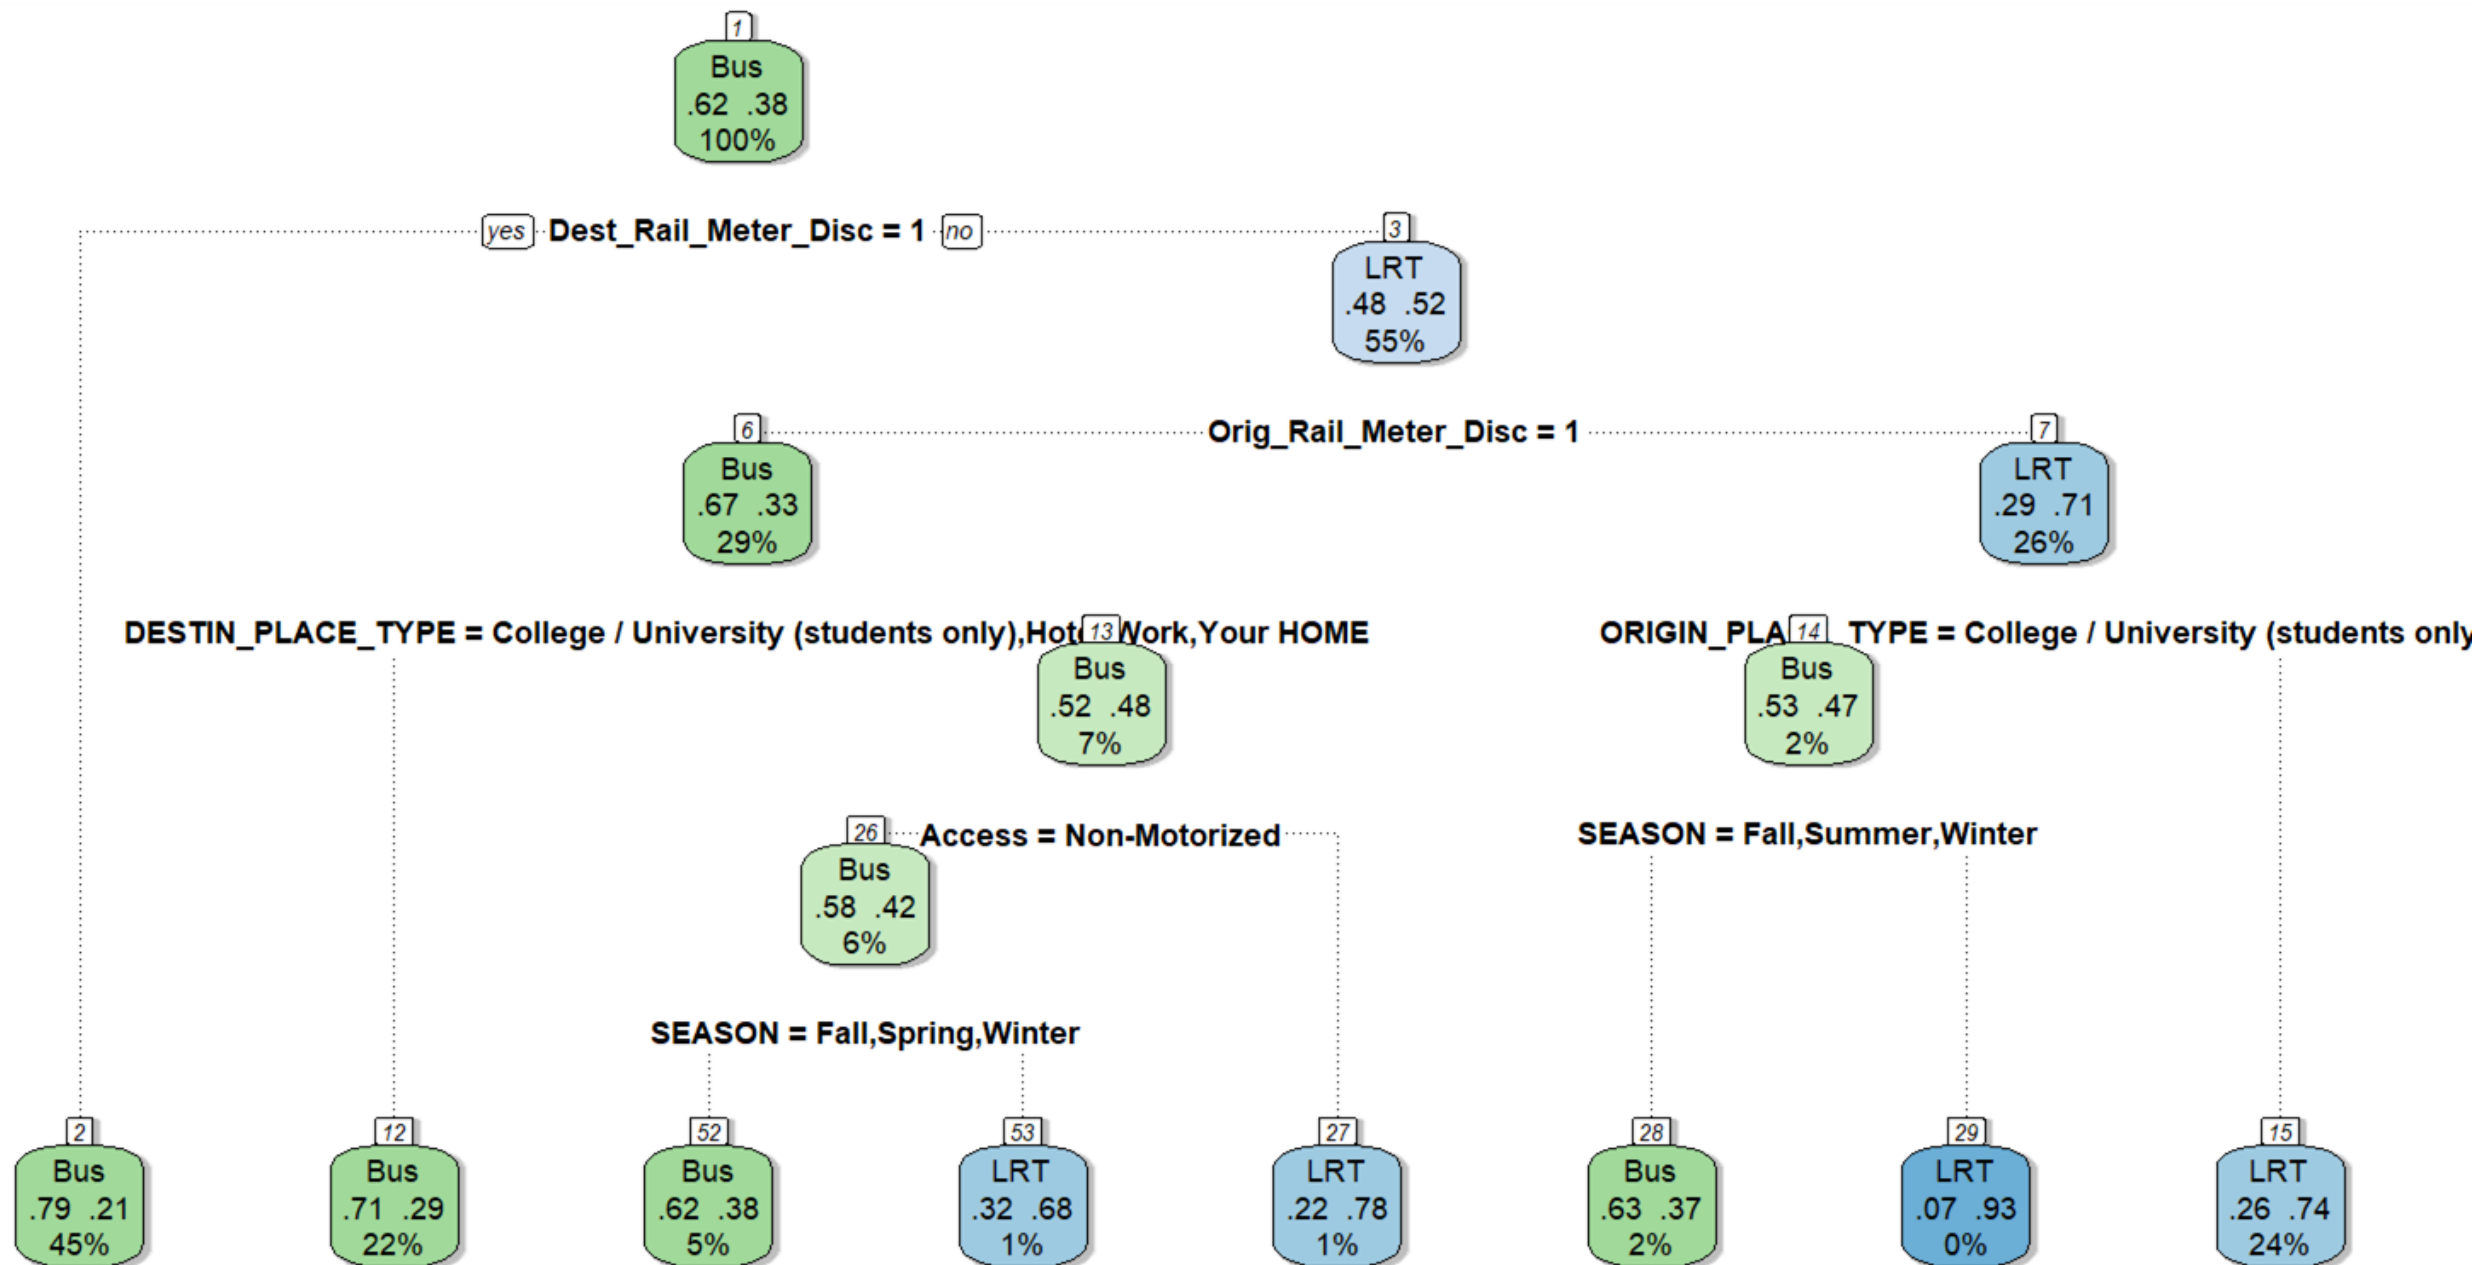 1
Bus
.62 .38
100%
yes Dest_Rail_Meter_Disc = 1 no
3
LRT
.48 .52
55%
6
Orig_Rail_Meter_Disc = 1
7
Bus
.67 .33
29%
LRT
.29 .71
26%
DESTIN_PLACE_TYPE = College / University (students only),Hot 13 Work,Your HOME
ORIGIN_PLA 14 TYPE = College / University (students only
Bus
.52 .48
7%
Bus
.53 .47
2%
26
Access = Non-Motorized
Bus
.58 .42
6%
SEASON = Fall,Summer,Winter
SEASON = Fall,Spring,Winter
2
Bus
.79 .21
45%
12
Bus
.71 .29
22%
52
Bus
.62 .38
5%
53
LRT
.32 .68
1%
27
LRT
.22 .78
1%
28
Bus
.63 .37
2%
29
LRT
.07 .93
0%
15
LRT
.26 .74
24%